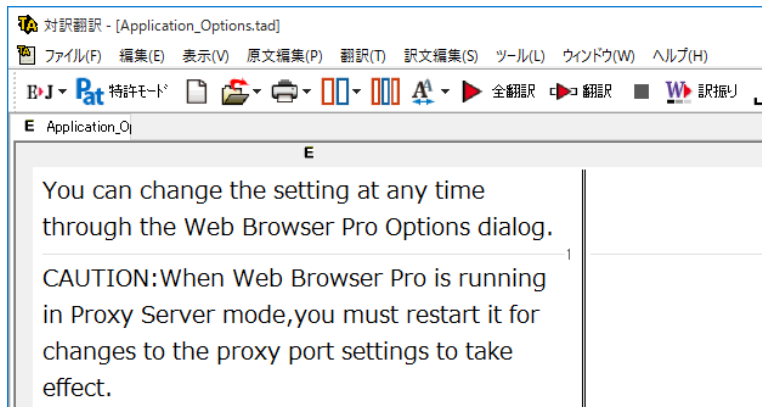 対訳翻訳 - [Application_Options.tad]
ファイル(F) 編集(E) 表示(V) 原文編集(P) 翻訳(T) 訳文編集(S) ツール(L) ウインドウ(W) ヘルプ(H)
E J Pat 特許モード A A 全翻訳 翻訳 W 訳振り
E Application_O
E
You can change the setting at any time
through the Web Browser Pro Options dialog.
1
CAUTION:When Web Browser Pro is running
in Proxy Server mode,you must restart it for
changes to the proxy port settings to take
effect.